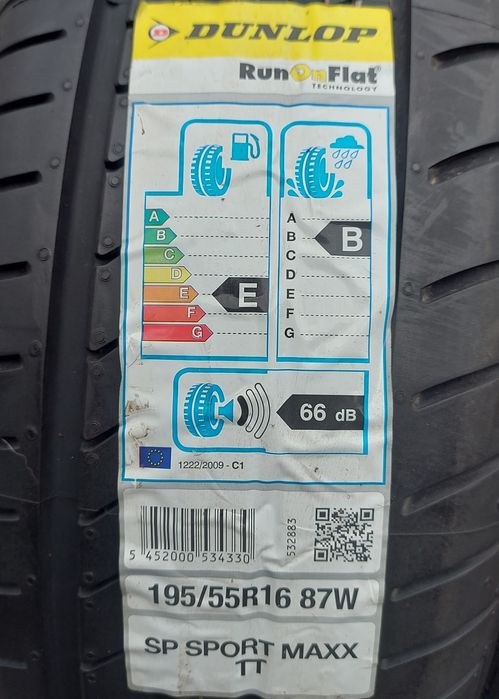 DUNLOP
RunOnFlat®
TECHNOLOGY
A
B
C
D
E
F
G
E
A
B
C
D
E
F
G
B
66 dB
1222/2009 - C1
5 452000 534330
532883
195/55R16 87W
SP SPORT MAXX
TT